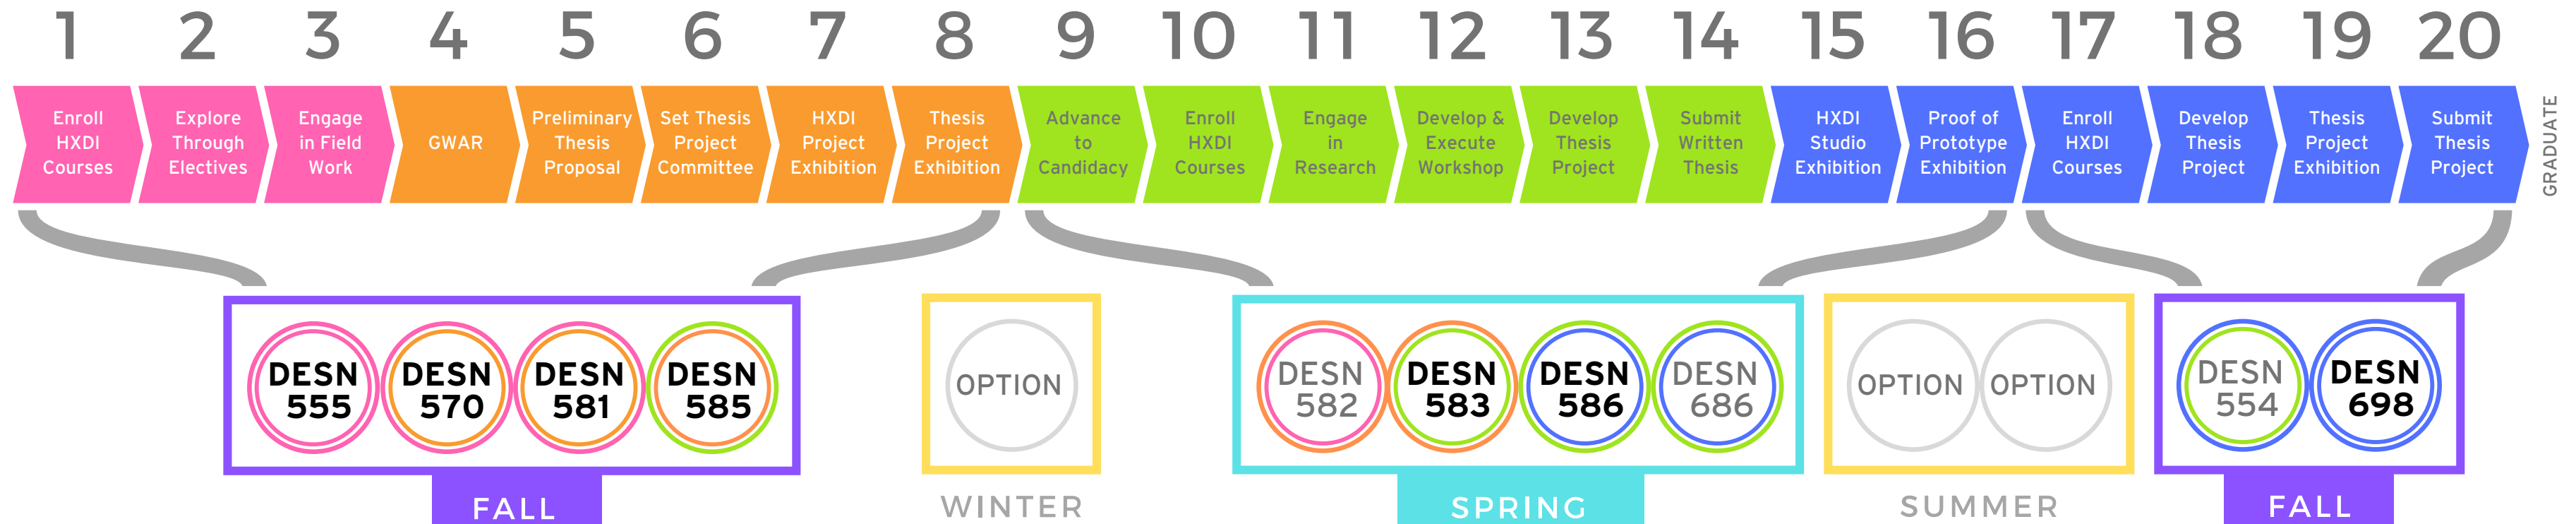 1 2 3 4 5 6 7 8 9 10 11 12 13 14 15 16 17 18 19 20
Enroll
HXDI
Courses
Explore
Through
Electives
Engage
in Field
Work
GWAR
Preliminary
Thesis
Proposal
Set Thesis
Project
Committee
HXDI
Project
Exhibition
Thesis
Project
Exhibition
Advance
to
Candidacy
Enroll
HXDI
Courses
Engage
in
Research
Develop &
Execute
Workshop
Develop
Thesis
Project
Submit
Written
Thesis
HXDI
Studio
Exhibition
Proof of
Prototype
Exhibition
Enroll
HXDI
Courses
Develop
Thesis
Project
Thesis
Project
Exhibition
Submit
Thesis
Project
GRADUATE
DESN
555
DESN
570
DESN
581
DESN
585
FALL
OPTION
WINTER
DESN
582
DESN
583
DESN
586
DESN
686
SPRING
OPTION
OPTION
SUMMER
DESN
554
DESN
698
FALL